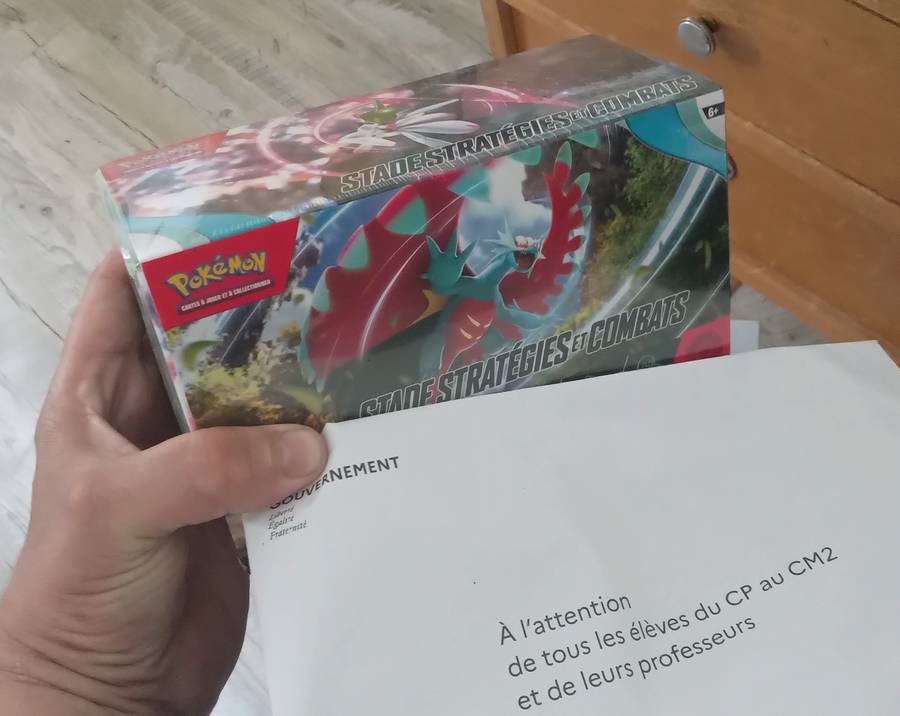 STADE STRATÉGIES ET COMBATS
6+
POKÉMON
CARTES À JOUER ET À COLLECTIONNER
STADE STRATÉGIES ET COMBATS
GOUVERNEMENT
Liberté
Égalité
Fraternité
À l'attention
de tous les élèves du CP au CM2
et de leurs professeurs